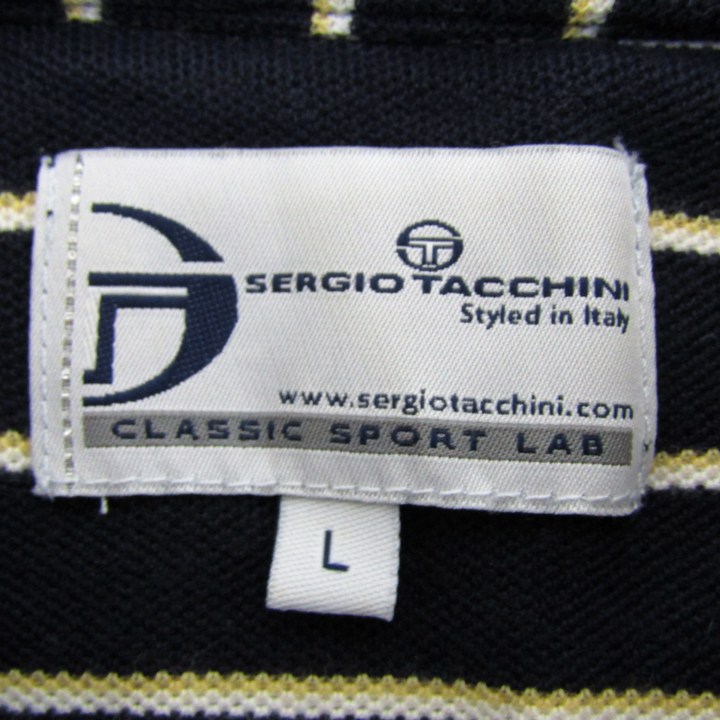 SERGIO TACCHINI
Styled in Italy
www.sergiotacchini.com
CLASSIC SPORT LAB
L